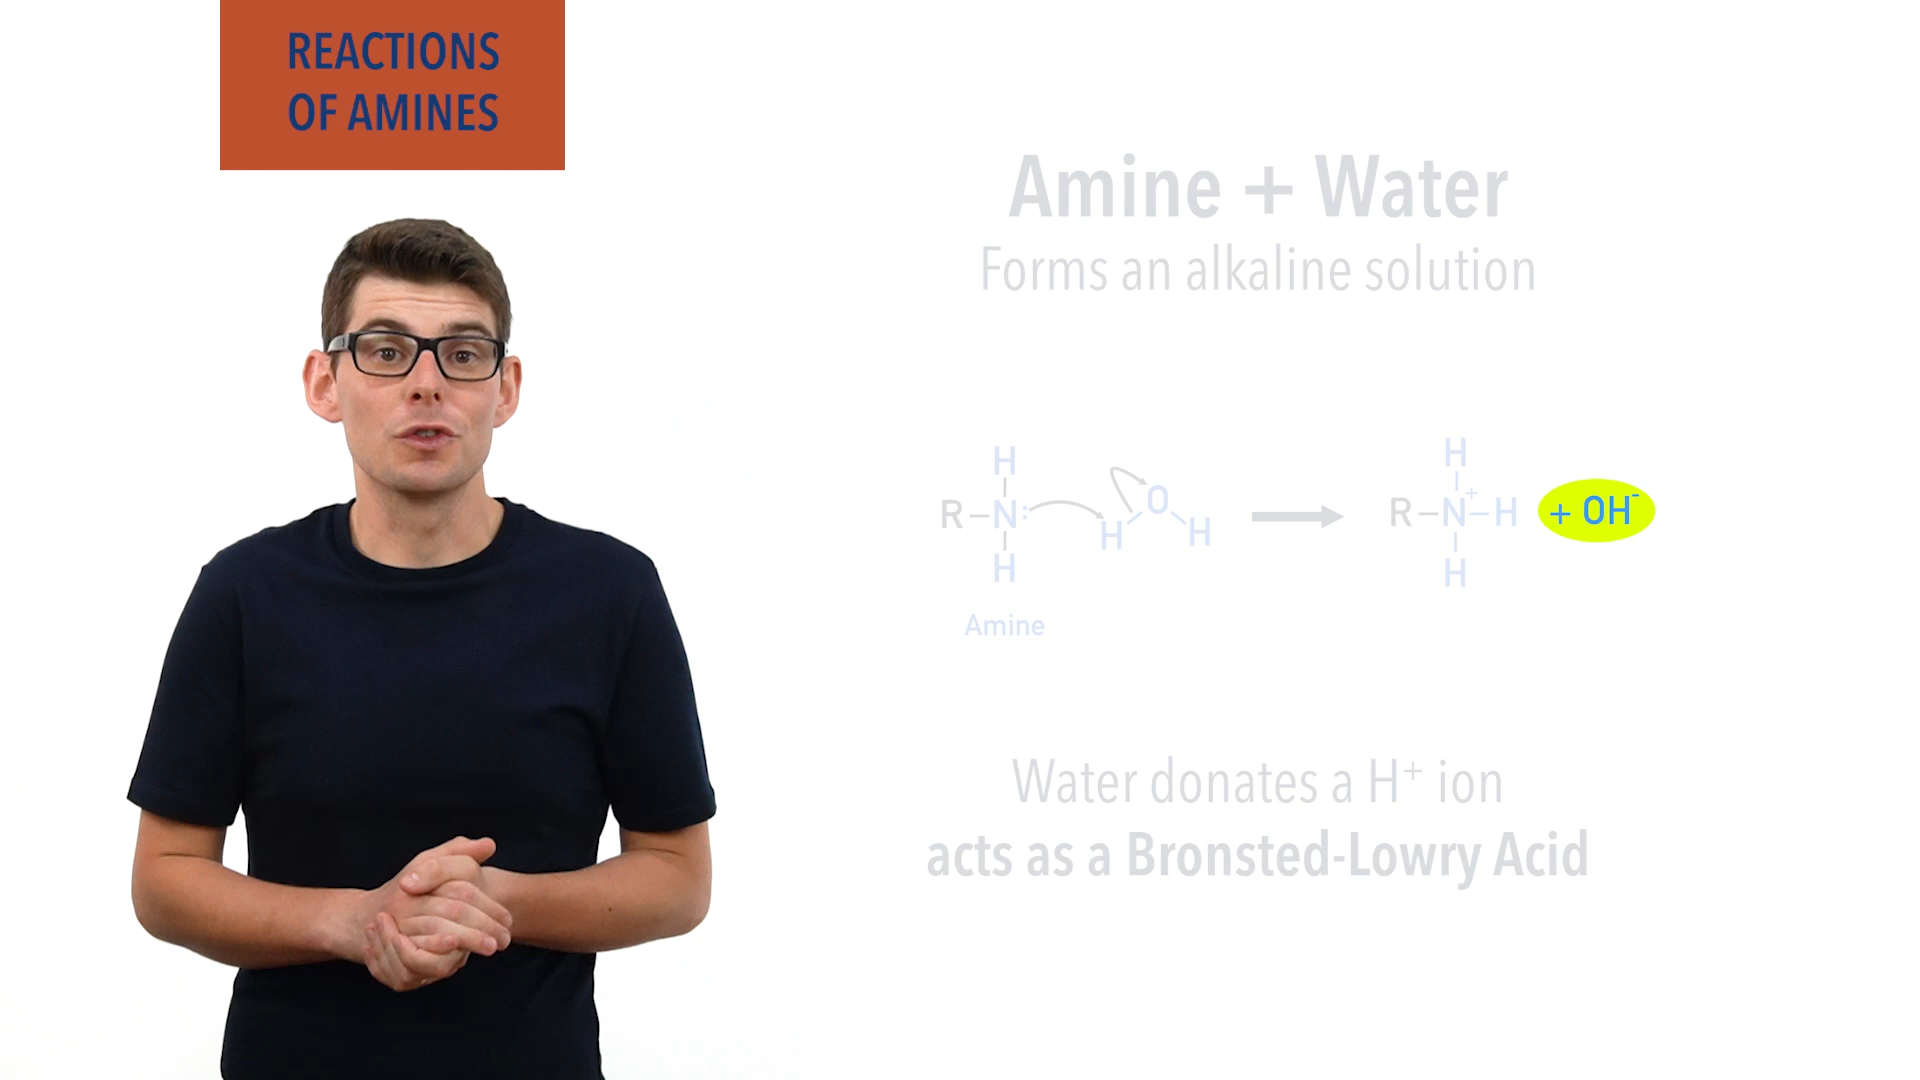 REACTIONS
OF AMINES
Amine + Water
Forms an alkaline solution
H
R–N:
H
H
O
H
H
R–N⁺–H
H
+ OH⁻
Amine
Water donates a H⁺ ion
acts as a Bronsted-Lowry Acid